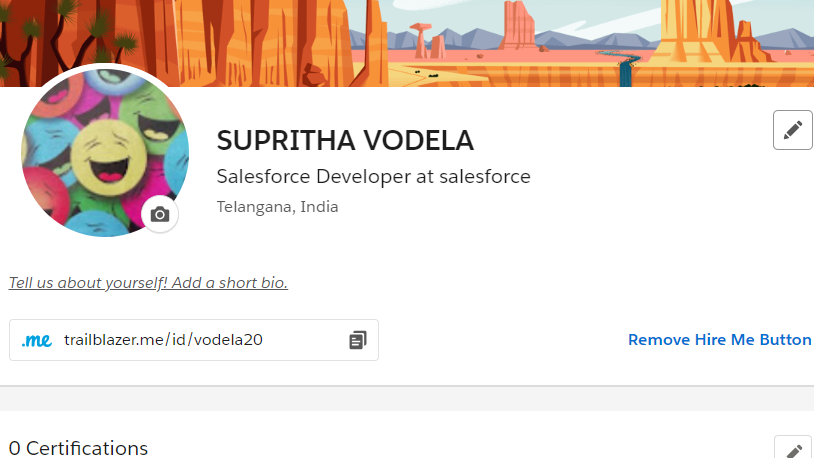 SUPRITHA VODELA
Salesforce Developer at salesforce
Telangana, India
Tell us about yourself! Add a short bio.
.me trailblazer.me/id/vodela20
Remove Hire Me Button
0 Certifications